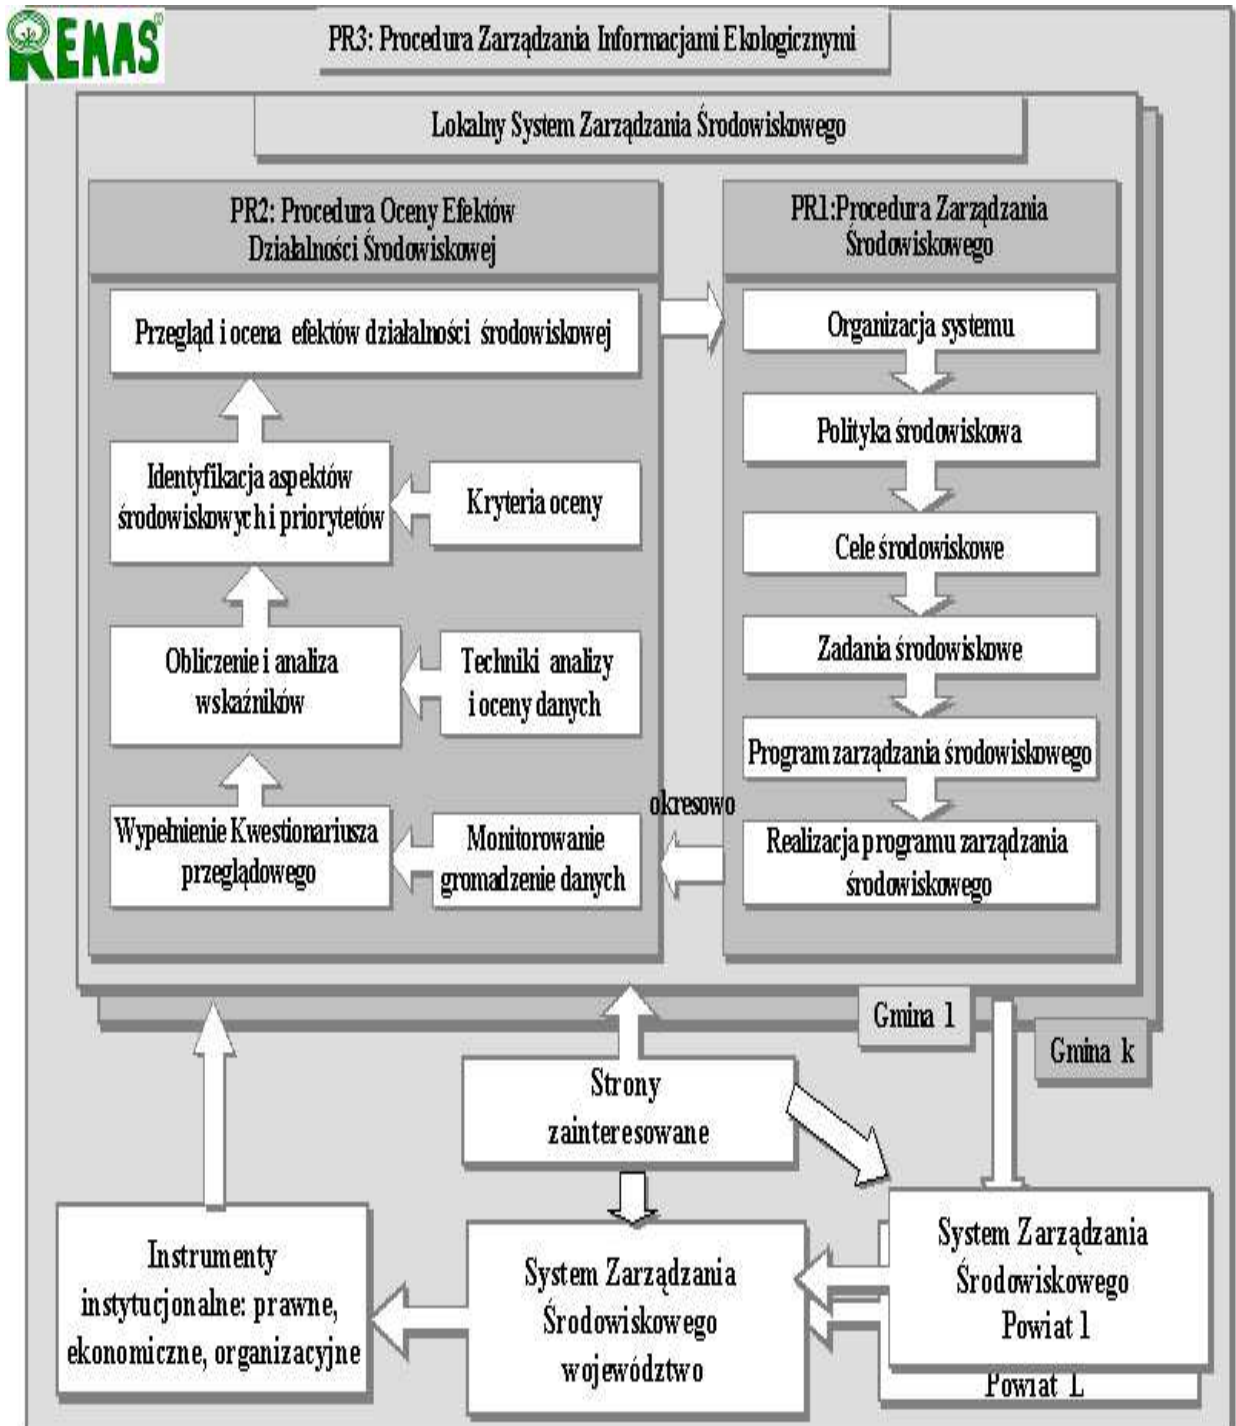 REMAS
PR3: Procedura Zarządzania Informacjami Ekologicznymi
Lokalny System Zarządzania Środowiskowego
PR2: Procedura Oceny Efektów
Działalności Środowiskowej
Przegląd i ocena efektów działalności środowiskowej
Identyfikacja aspektów
środowiskowych i priorytetów
Kryteria oceny
Obliczenie i analiza
wskaźników
Techniki analizy
i oceny danych
Wypełnienie Kwestionariusza
przeglądowego
Monitorowanie
gromadzenie danych
okresowo
PR1:Procedura Zarządzania
Środowiskowego
Organizacja systemu
Polityka środowiskowa
Cele środowiskowe
Zadania środowiskowe
Program zarządzania środowiskowego
Realizacja programu zarządzania
środowiskowego
Gmina 1
Gmina k
Strony
zainteresowane
Instrumenty
instytucjonalne: prawne,
ekonomiczne, organizacyjne
System Zarządzania
Środowiskowego
województwo
System Zarządzania
Środowiskowego
Powiat 1
Powiat L